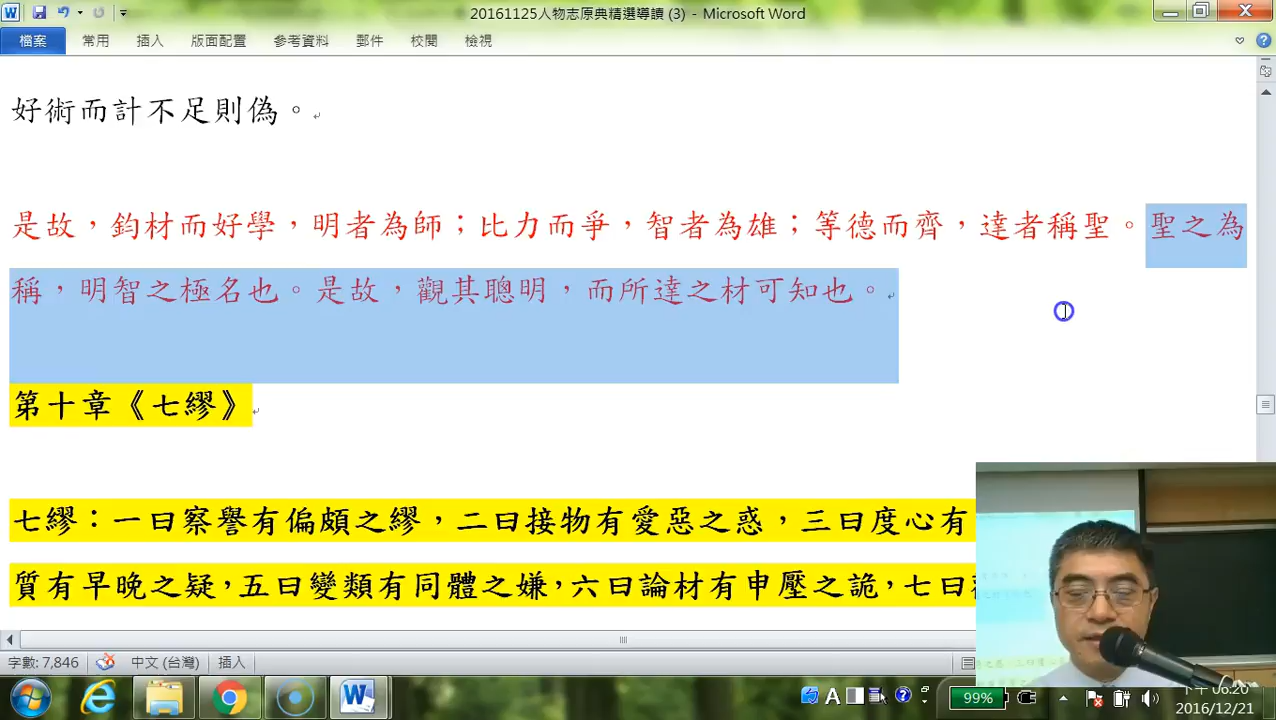 20161125人物志原典精選導讀 (3) - Microsoft Word
檔案 常用 插入 版面配置 參考資料 郵件 校閱 檢視
好術而計不足則偽。
是故，鈞材而好學，明者為師；比力而爭，智者為雄；等德而齊，達者稱聖。聖之為
稱，明智之極名也。是故，觀其聰明，而所達之材可知也。
第十章《七繆》
七繆：一曰察譽有偏頗之繆，二曰接物有愛惡之惑，三曰度心有
質有早晚之疑，五曰變類有同體之嫌，六曰論材有申壓之詭，七曰
字數: 7,846 中文 (台灣) 插入
99%
下午 06:20
2016/12/21